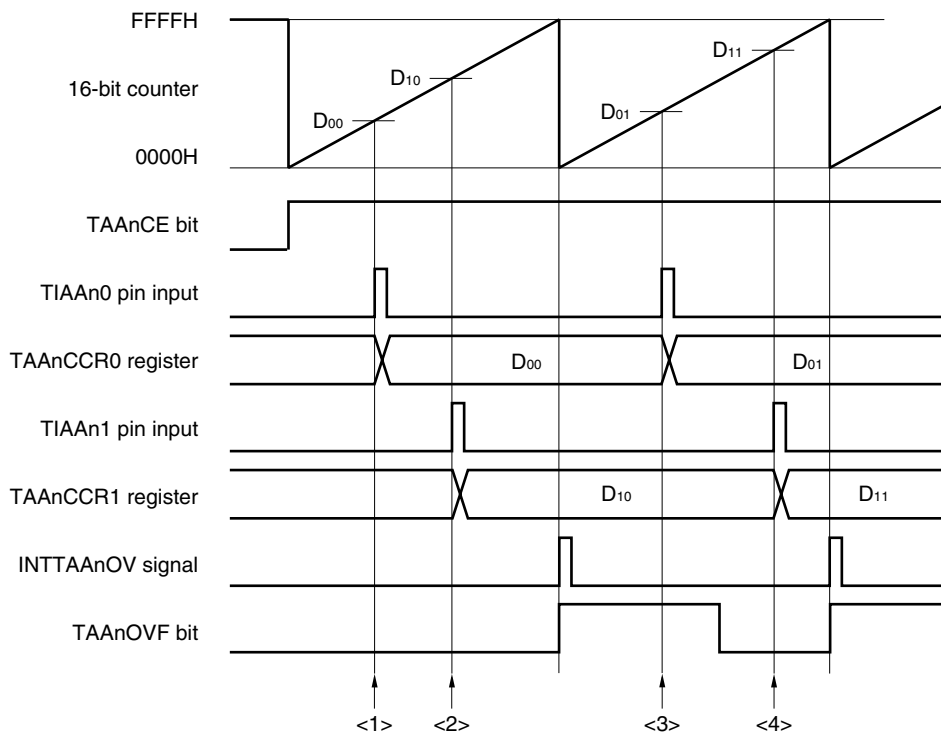 FFFFH
16-bit counter
0000H
D00
D10
D01
D11
TAAnCE bit
TIAAn0 pin input
TAAnCCR0 register
D00
D01
TIAAn1 pin input
TAAnCCR1 register
D10
D11
INTTAAnOV signal
TAAnOVF bit
<1>
<2>
<3>
<4>